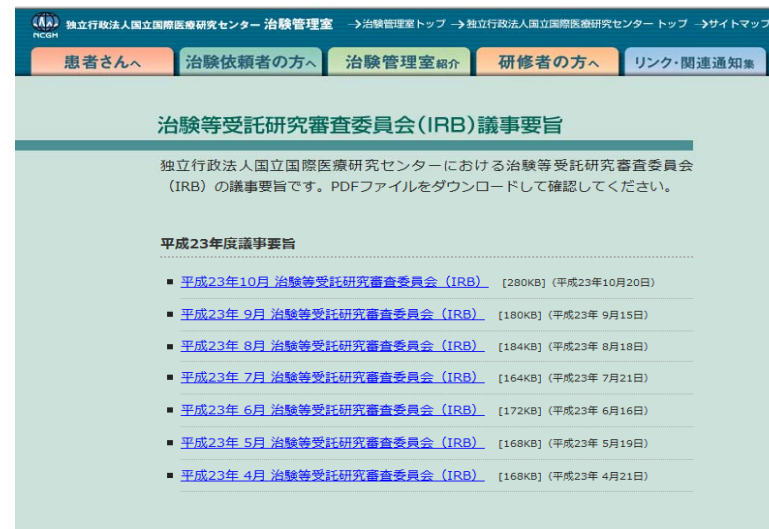 NCGM 独立行政法人国立国際医療研究センター 治験管理室 →治験管理室トップ →独立行政法人国立国際医療研究センター トップ →サイトマップ
患者さんへ 治験依頼者の方へ 治験管理室紹介 研修者の方へ リンク・関連通知集
治験等受託研究審査委員会(IRB)議事要旨
独立行政法人国立国際医療研究センターにおける治験等受託研究審査委員会
（IRB）の議事要旨です。PDFファイルをダウンロードして確認してください。
平成23年度議事要旨
■ 平成23年10月 治験等受託研究審査委員会（IRB） [280KB]（平成23年10月20日）
■ 平成23年 9月 治験等受託研究審査委員会（IRB） [180KB]（平成23年 9月15日）
■ 平成23年 8月 治験等受託研究審査委員会（IRB） [184KB]（平成23年 8月18日）
■ 平成23年 7月 治験等受託研究審査委員会（IRB） [164KB]（平成23年 7月21日）
■ 平成23年 6月 治験等受託研究審査委員会（IRB） [172KB]（平成23年 6月16日）
■ 平成23年 5月 治験等受託研究審査委員会（IRB） [168KB]（平成23年 5月19日）
■ 平成23年 4月 治験等受託研究審査委員会（IRB） [168KB]（平成23年 4月21日）